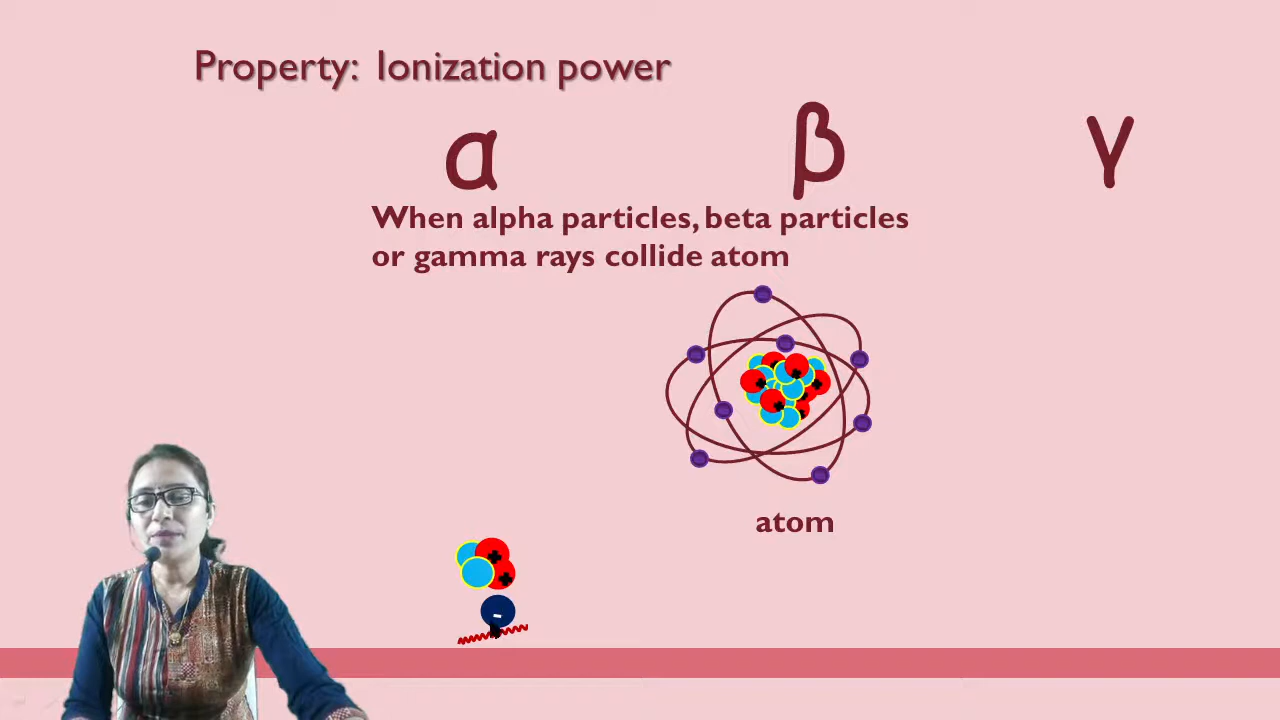 Property: Ionization power
α β γ
When alpha particles, beta particles
or gamma rays collide atom
atom